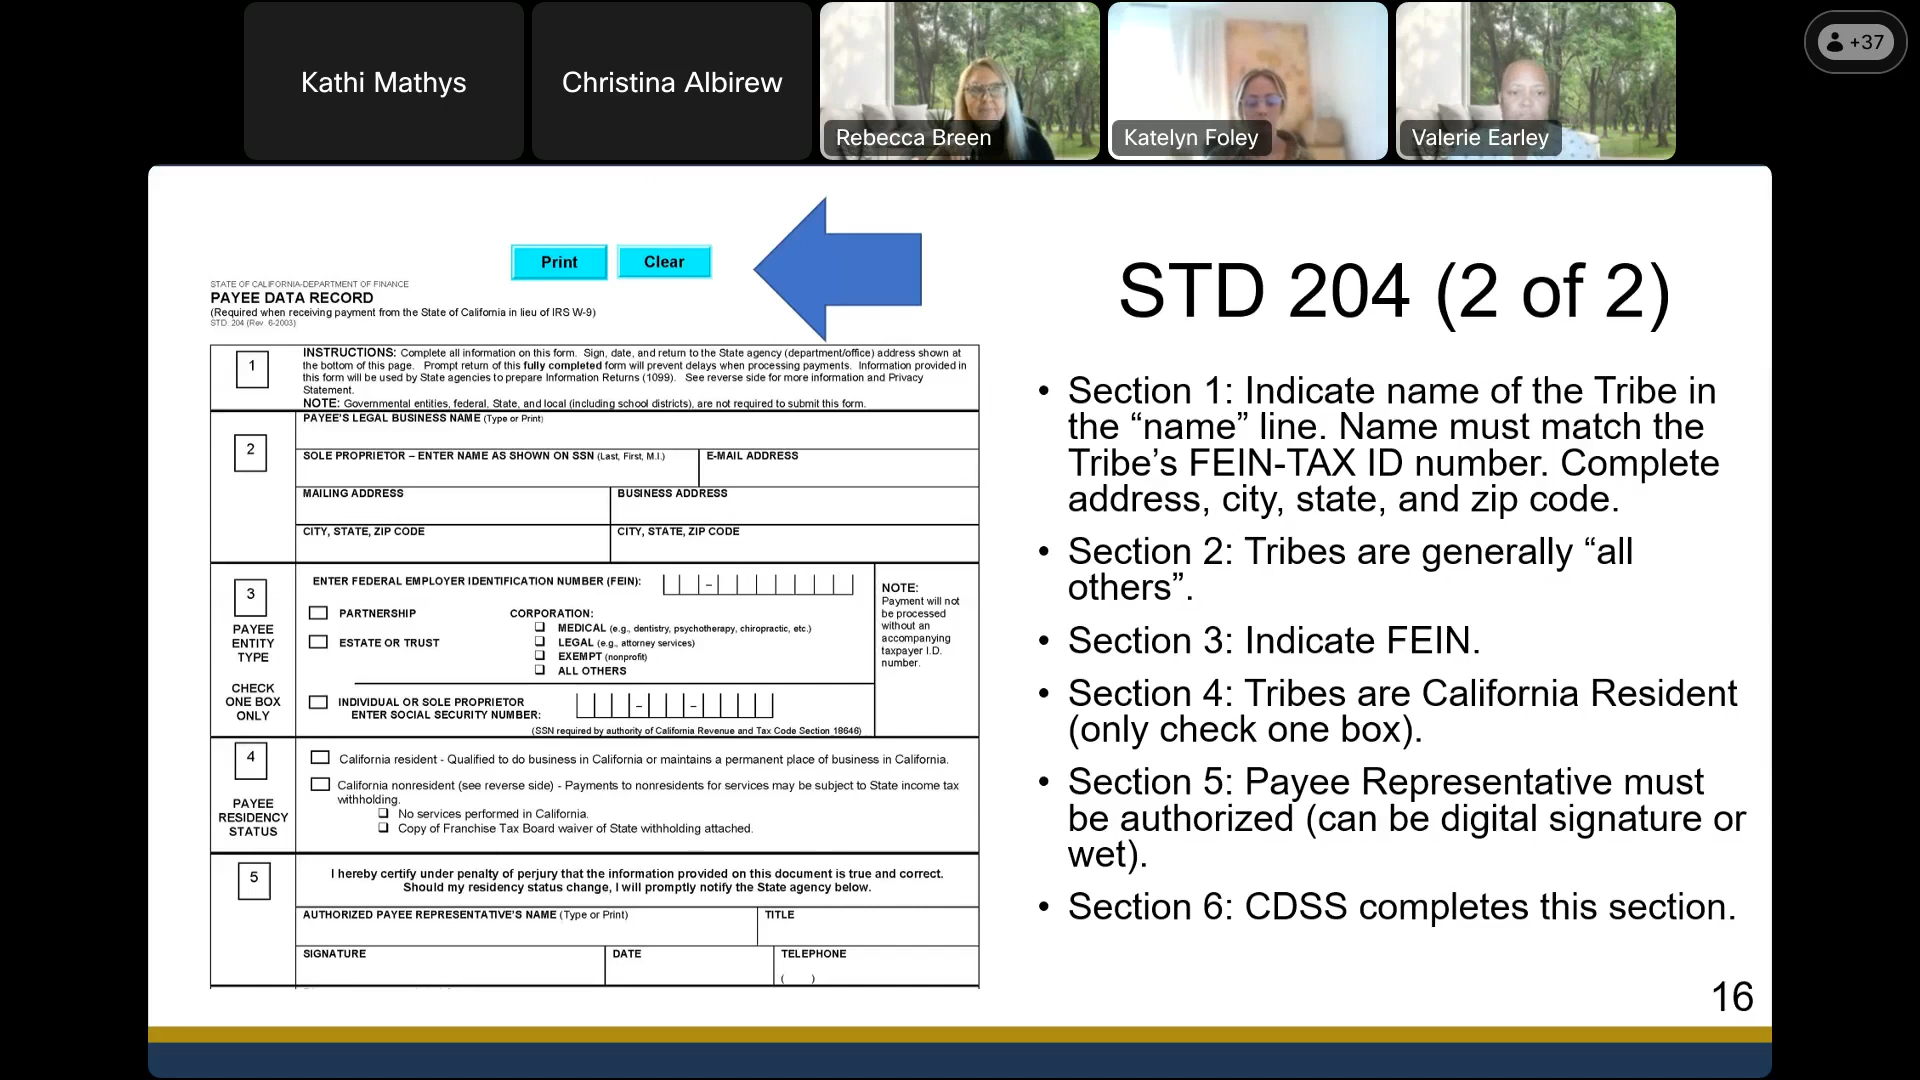 Kathi Mathys
Christina Albirew
Rebecca Breen
Katelyn Foley
Valerie Earley
+37
Print
Clear
STATE OF CALIFORNIA-DEPARTMENT OF FINANCE
PAYEE DATA RECORD
(Required when receiving payment from the State of California in lieu of IRS W-9)
STD. 204 (Rev. 6-2003)
1
INSTRUCTIONS: Complete all information on this form. Sign, date, and return to the State agency (department/office) address shown at
the bottom of this page. Prompt return of this fully completed form will prevent delays when processing payments. Information provided in
this form will be used by State agencies to prepare Information Returns (1099). See reverse side for more information and Privacy
Statement.
NOTE: Governmental entities, federal, State, and local (including school districts), are not required to submit this form.
2
PAYEE'S LEGAL BUSINESS NAME (Type or Print)
SOLE PROPRIETOR – ENTER NAME AS SHOWN ON SSN (Last, First, M.I.)
E-MAIL ADDRESS
MAILING ADDRESS
BUSINESS ADDRESS
CITY, STATE, ZIP CODE
CITY, STATE, ZIP CODE
3
PAYEE
ENTITY
TYPE
CHECK
ONE BOX
ONLY
ENTER FEDERAL EMPLOYER IDENTIFICATION NUMBER (FEIN):
–
PARTNERSHIP
CORPORATION:
MEDICAL (e.g., dentistry, psychotherapy, chiropractic, etc.)
ESTATE OR TRUST
LEGAL (e.g., attorney services)
EXEMPT (nonprofit)
ALL OTHERS
INDIVIDUAL OR SOLE PROPRIETOR
ENTER SOCIAL SECURITY NUMBER:
– –
(SSN required by authority of California Revenue and Tax Code Section 18646)
NOTE:
Payment will not
be processed
without an
accompanying
taxpayer I.D.
number.
4
PAYEE
RESIDENCY
STATUS
California resident - Qualified to do business in California or maintains a permanent place of business in California.
California nonresident (see reverse side) - Payments to nonresidents for services may be subject to State income tax
withholding.
No services performed in California.
Copy of Franchise Tax Board waiver of State withholding attached.
5
I hereby certify under penalty of perjury that the information provided on this document is true and correct.
Should my residency status change, I will promptly notify the State agency below.
AUTHORIZED PAYEE REPRESENTATIVE'S NAME (Type or Print)
TITLE
SIGNATURE
DATE
TELEPHONE
( )
STD 204 (2 of 2)
• Section 1: Indicate name of the Tribe in
the “name” line. Name must match the
Tribe’s FEIN-TAX ID number. Complete
address, city, state, and zip code.
• Section 2: Tribes are generally “all
others”.
• Section 3: Indicate FEIN.
• Section 4: Tribes are California Resident
(only check one box).
• Section 5: Payee Representative must
be authorized (can be digital signature or
wet).
• Section 6: CDSS completes this section.
16